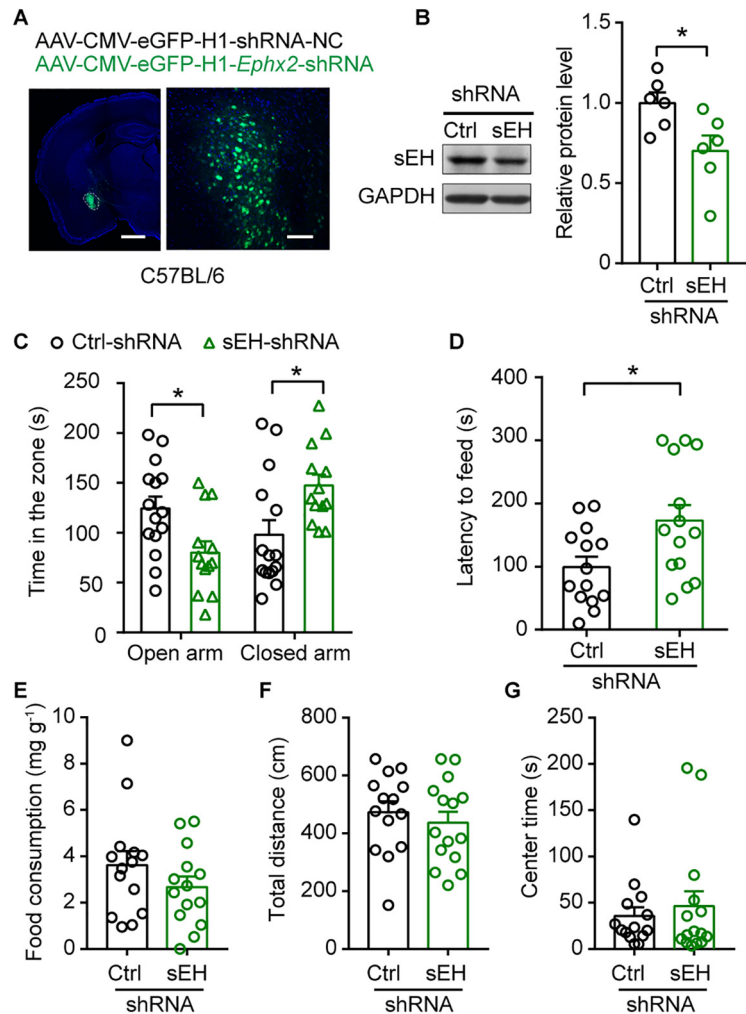 A
AAV-CMV-eGFP-H1-shRNA-NC
AAV-CMV-eGFP-H1-Ephx2-shRNA
C57BL/6
B
shRNA
Ctrl sEH
sEH
GAPDH
Relative protein level
1.5
1.0
0.5
0
*
Ctrl sEH
shRNA
C
Ctrl-shRNA sEH-shRNA
Time in the zone (s)
250
200
150
100
50
0
* *
Open arm Closed arm
D
Latency to feed (s)
400
300
200
100
0
*
Ctrl sEH
shRNA
E
Food consumption (mg g⁻¹)
10
8
6
4
2
0
Ctrl sEH
shRNA
F
Total distance (cm)
800
600
400
200
0
Ctrl sEH
shRNA
G
Center time (s)
250
200
150
100
50
0
Ctrl sEH
shRNA